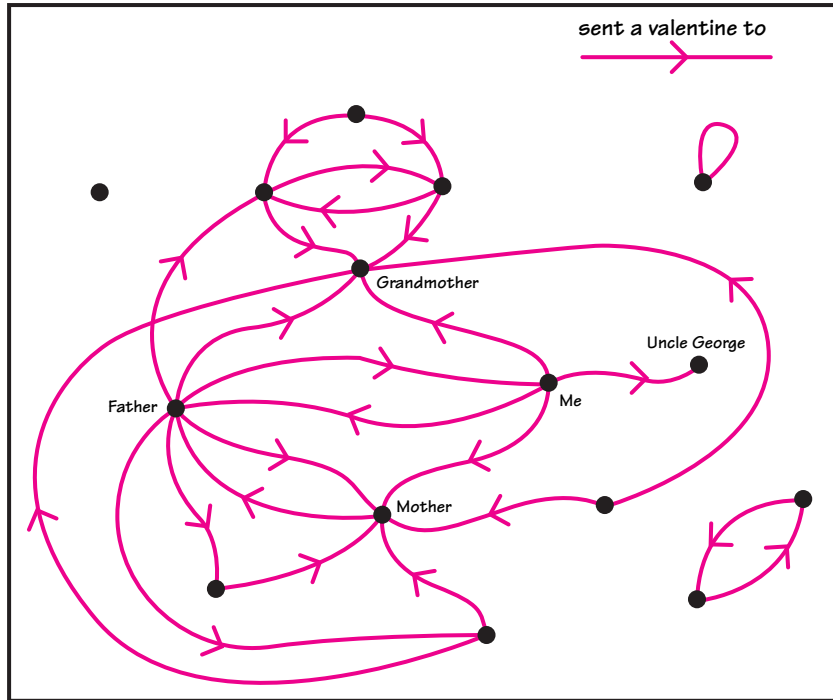 sent a valentine to
Grandmother
Uncle George
Father
Me
Mother